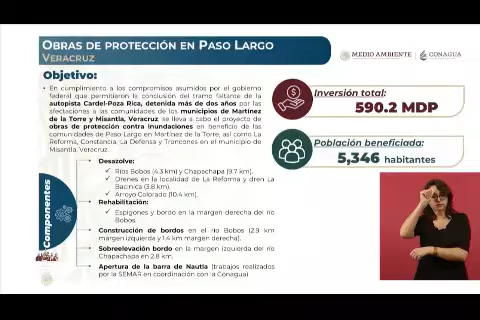 OBRAS DE PROTECCIÓN EN PASO LARGO
VERACRUZ
MEDIO AMBIENTE
CONAGUA
Objetivo:
• En cumplimiento a los compromisos asumidos por el gobierno
federal que permitieron la conclusión del tramo faltante de la
autopista Cardel-Poza Rica, detenida más de dos años por las
afectaciones a las comunidades de los municipios de Martínez
de la Torre y Misantla, Veracruz, se lleva a cabo el proyecto de
obras de protección contra inundaciones en beneficio de las
comunidades de Paso Largo en Martínez de la Torre, así como La
Reforma, Constancia, La Defensa y Troncones en el municipio de
Misantla, Veracruz.
Inversión total:
590.2 MDP
Población beneficiada:
5,346 habitantes
Componentes
Desazolve:
✓ Ríos Bobos (4.3 km) y Chapachapa (9.7 km).
✓ Drenes en la localidad de La Reforma y dren La
Bacinica (3.8 km).
✓ Arroyo Colorado (10.4 km).
Rehabilitación:
• Espigones y bordo en la margen derecha del río
Bobos.
Construcción de bordos en el río Bobos (2.9 km
margen izquierda y 1.4 km margen derecha).
Sobreelevación bordo en la margen izquierda del río
Chapachapa en 2.8 km.
Apertura de la barra de Nautla (trabajos realizados
por la SEMAR en coordinación con la Conagua)